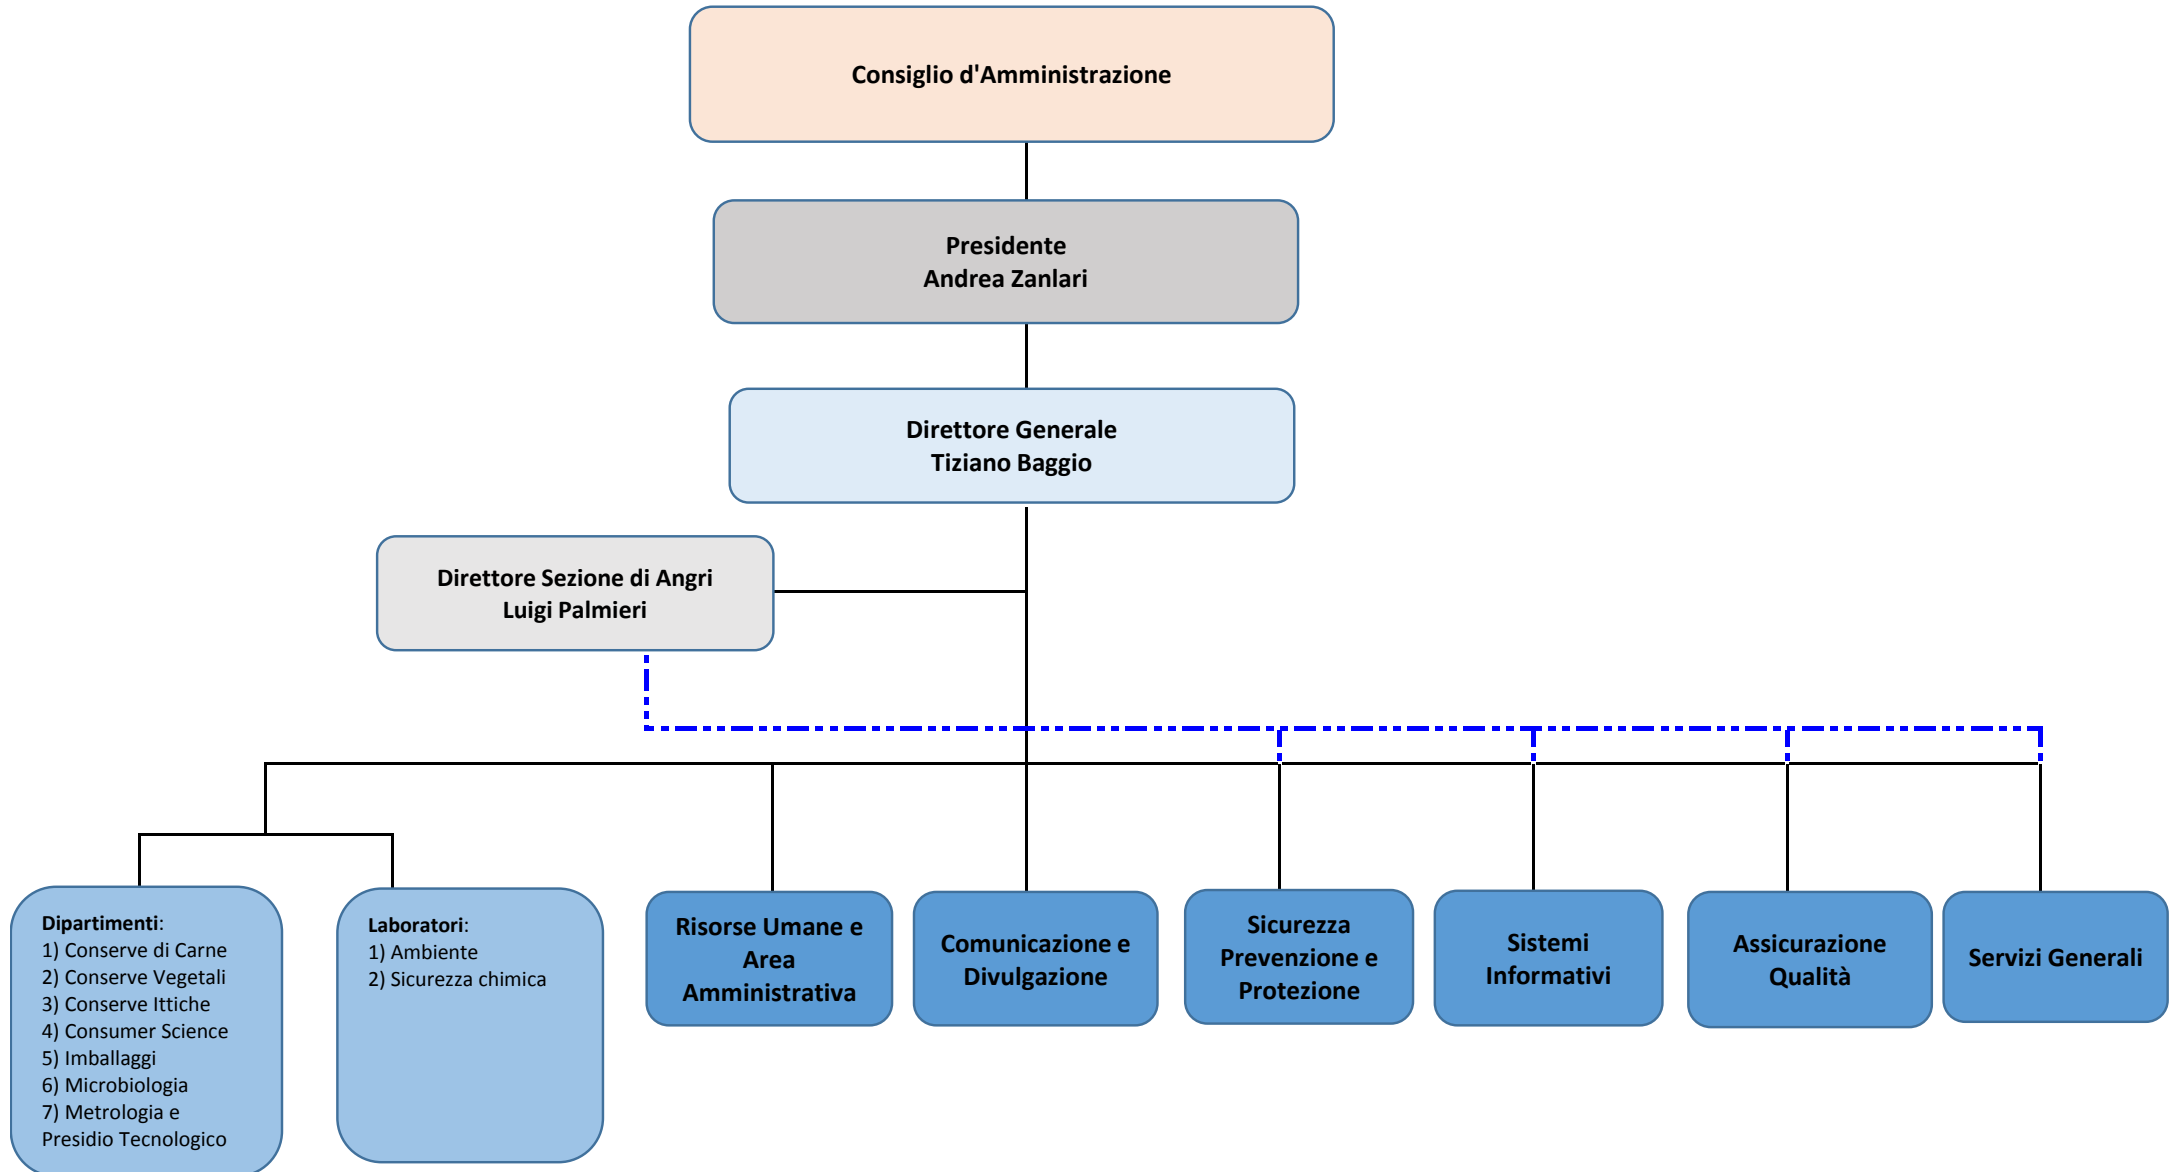 Consiglio d'Amministrazione
Presidente
Andrea Zanlari
Direttore Generale
Tiziano Baggio
Direttore Sezione di Angri
Luigi Palmieri
Dipartimenti:
1) Conserve di Carne
2) Conserve Vegetali
3) Conserve Ittiche
4) Consumer Science
5) Imballaggi
6) Microbiologia
7) Metrologia e
Presidio Tecnologico
Laboratori:
1) Ambiente
2) Sicurezza chimica
Risorse Umane e
Area
Amministrativa
Comunicazione e
Divulgazione
Sicurezza
Prevenzione e
Protezione
Sistemi
Informativi
Assicurazione
Qualità
Servizi Generali